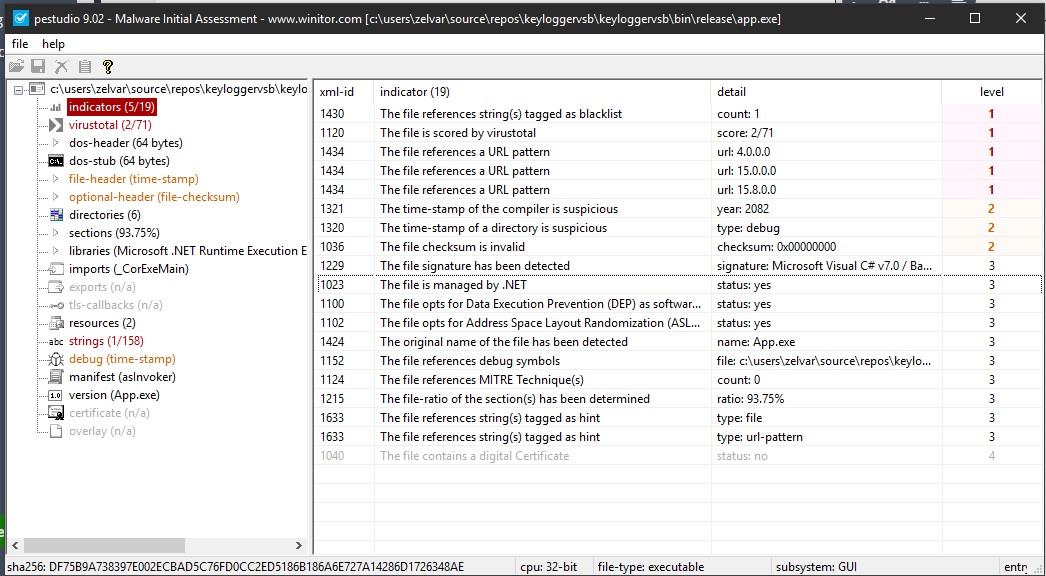 pestudio 9.02 - Malware Initial Assessment - www.winitor.com [c:\users\zelvar\source\repos\keyloggervsb\keyloggervsb\bin\release\app.exe]
file help
c:\users\zelvar\source\repos\keyloggervsb\keylo
indicators (5/19)
virustotal (2/71)
dos-header (64 bytes)
dos-stub (64 bytes)
file-header (time-stamp)
optional-header (file-checksum)
directories (6)
sections (93.75%)
libraries (Microsoft .NET Runtime Execution E
imports (_CorExeMain)
exports (n/a)
tls-callbacks (n/a)
resources (2)
strings (1/158)
debug (time-stamp)
manifest (asInvoker)
version (App.exe)
certificate (n/a)
overlay (n/a)
xml-id indicator (19) detail level
1430 The file references string(s) tagged as blacklist count: 1 1
1120 The file is scored by virustotal score: 2/71 1
1434 The file references a URL pattern url: 4.0.0.0 1
1434 The file references a URL pattern url: 15.0.0.0 1
1434 The file references a URL pattern url: 15.8.0.0 1
1321 The time-stamp of the compiler is suspicious year: 2082 2
1320 The time-stamp of a directory is suspicious type: debug 2
1036 The file checksum is invalid checksum: 0x00000000 2
1229 The file signature has been detected signature: Microsoft Visual C# v7.0 / Ba... 3
1023 The file is managed by .NET status: yes 3
1100 The file opts for Data Execution Prevention (DEP) as softwar... status: yes 3
1102 The file opts for Address Space Layout Randomization (ASL... status: yes 3
1424 The original name of the file has been detected name: App.exe 3
1152 The file references debug symbols file: c:\users\zelvar\source\repos\keylo... 3
1124 The file references MITRE Technique(s) count: 0 3
1215 The file-ratio of the section(s) has been determined ratio: 93.75% 3
1633 The file references string(s) tagged as hint type: file 3
1633 The file references string(s) tagged as hint type: url-pattern 3
1040 The file contains a digital Certificate status: no 4
sha256: DF75B9A738397E002ECBAD5C76FD0CC2ED5186B186A6E727A14286D1726348AE cpu: 32-bit file-type: executable subsystem: GUI entry